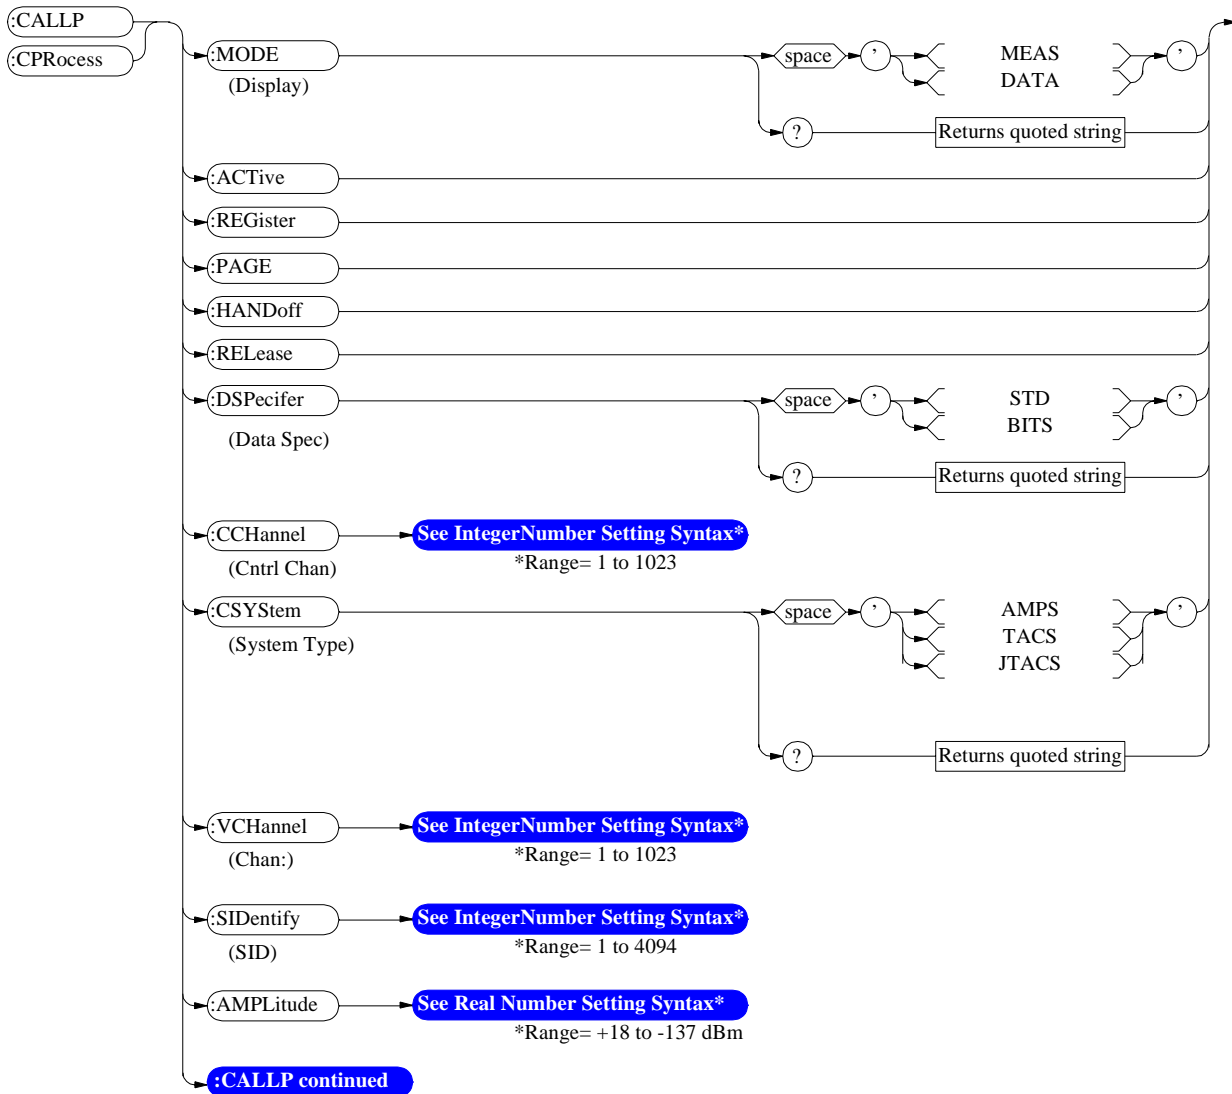 :CALLP
:CPRocess
:MODE
(Display)
space
’
MEAS
DATA
’
?
Returns quoted string
:ACTive
:REGister
:PAGE
:HANDoff
:RELease
:DSPecifer
(Data Spec)
space
’
STD
BITS
’
?
Returns quoted string
:CCHannel
(Cntrl Chan)
See IntegerNumber Setting Syntax*
*Range= 1 to 1023
:CSYStem
(System Type)
space
’
AMPS
TACS
JTACS
’
?
Returns quoted string
:VCHannel
(Chan:)
See IntegerNumber Setting Syntax*
*Range= 1 to 1023
:SIDentify
(SID)
See IntegerNumber Setting Syntax*
*Range= 1 to 4094
:AMPLitude
See Real Number Setting Syntax*
*Range= +18 to -137 dBm
:CALLP continued